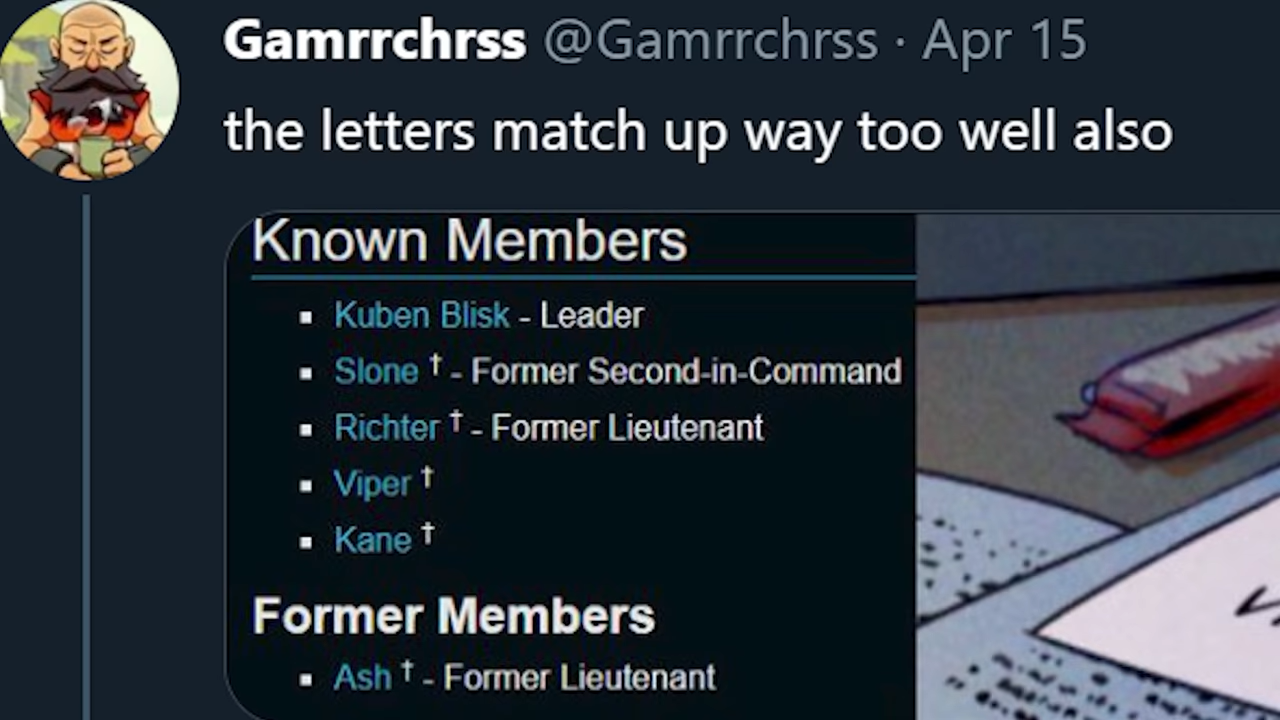 Gamrrchrss @Gamrrchrss · Apr 15
the letters match up way too well also
Known Members
▪ Kuben Blisk - Leader
▪ Slone † - Former Second-in-Command
▪ Richter † - Former Lieutenant
▪ Viper †
▪ Kane †
Former Members
▪ Ash † - Former Lieutenant